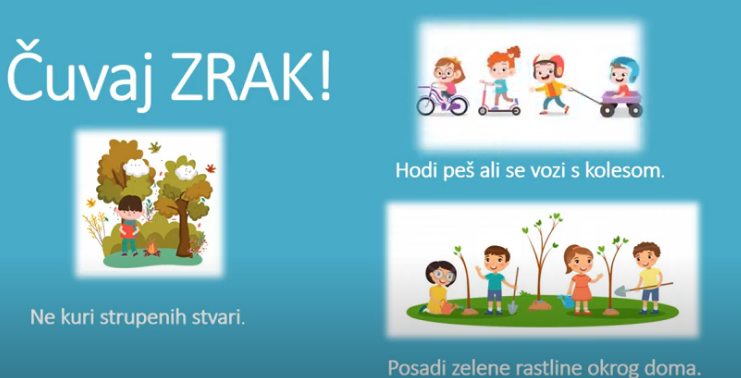 Čuvaj ZRAK!
Hodi peš ali se vozi s kolesom.
Ne kuri strupenih stvari.
Posadi zelene rastline okrog doma.